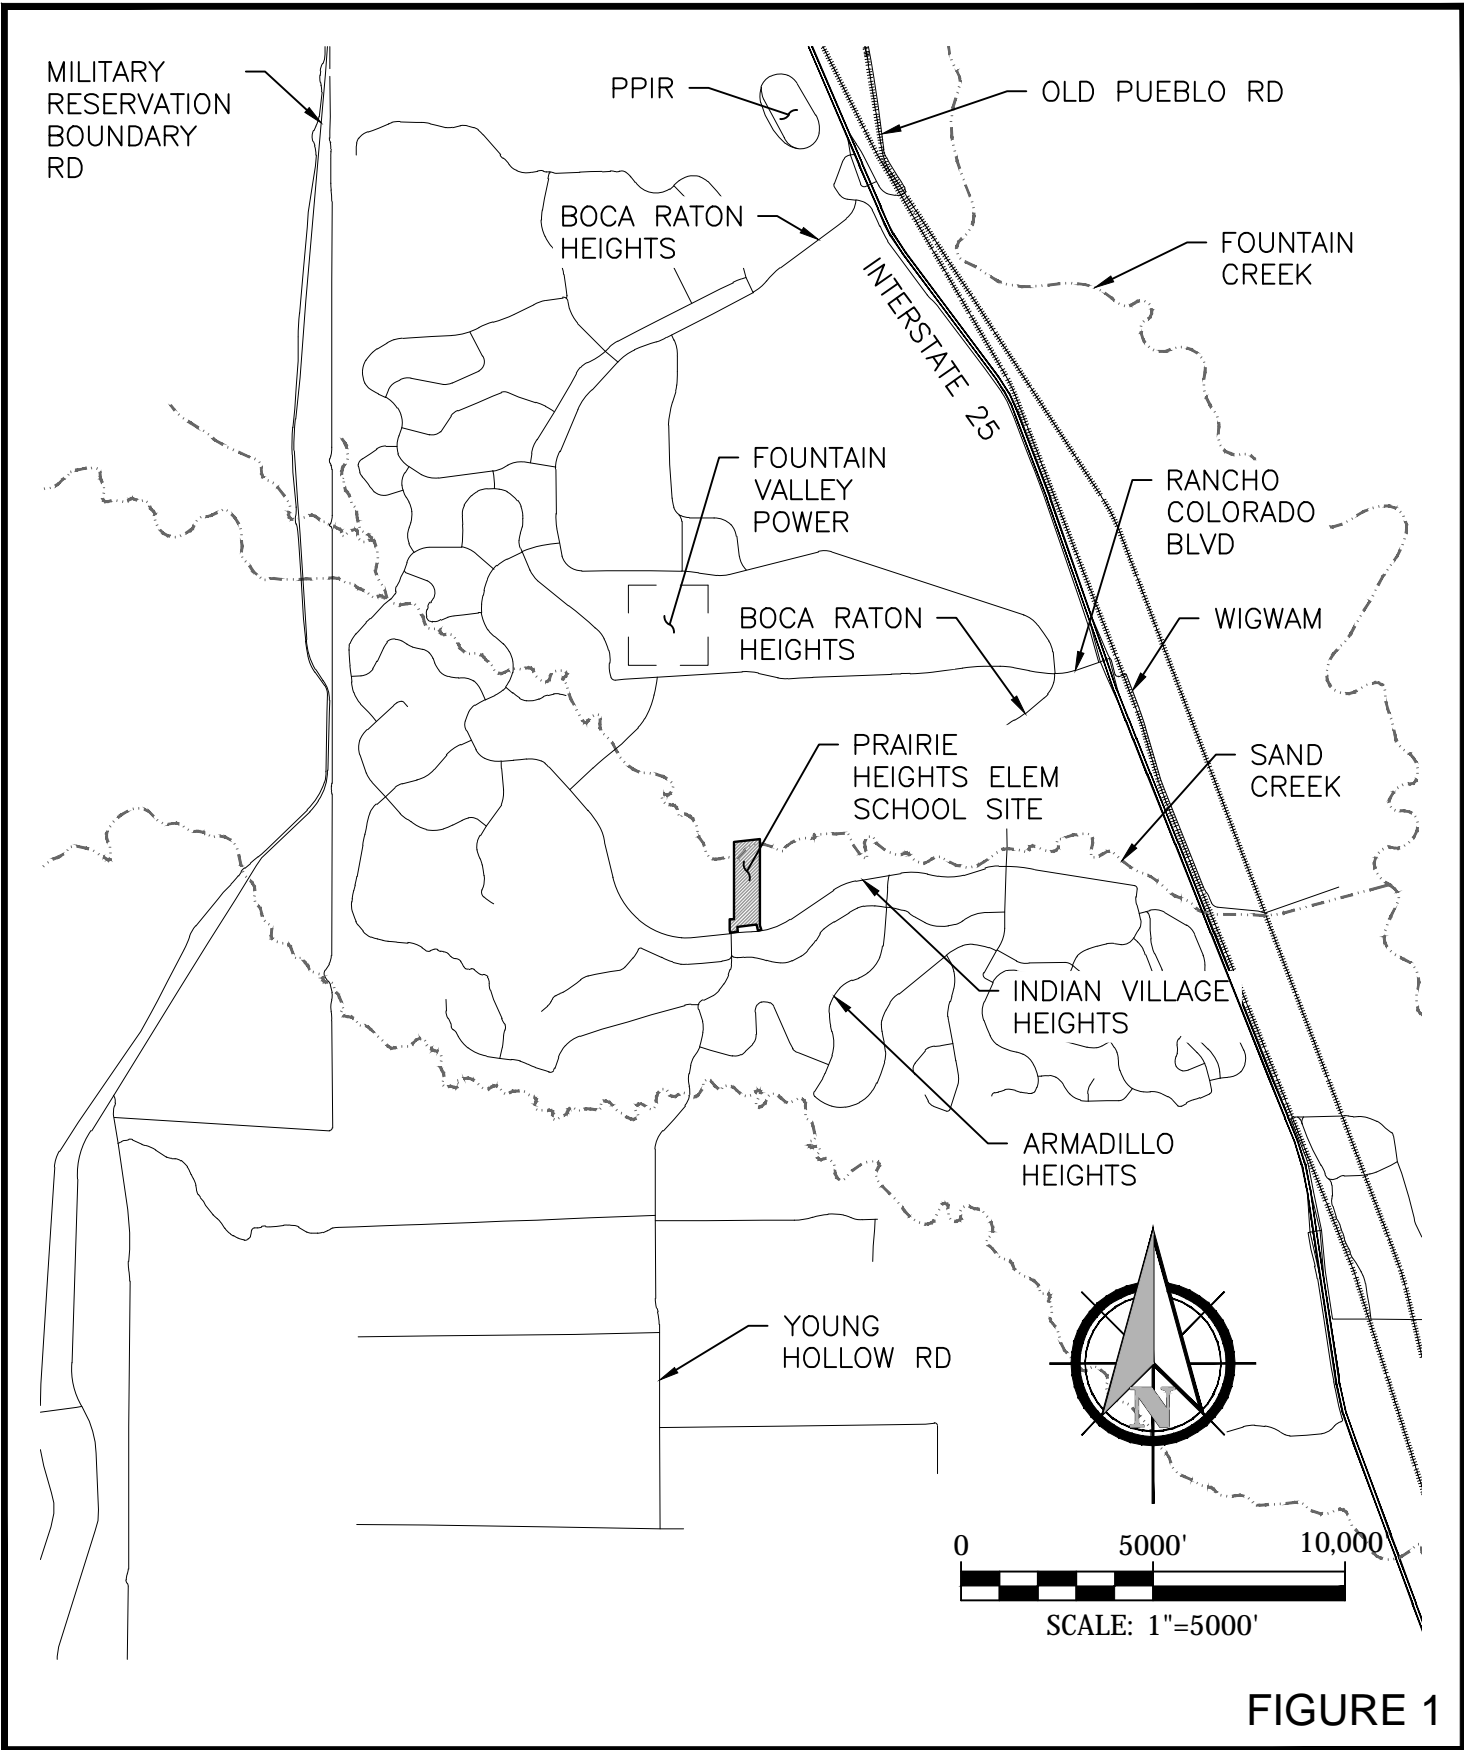 MILITARY
RESERVATION
BOUNDARY
RD
PPIR
OLD PUEBLO RD
BOCA RATON
HEIGHTS
FOUNTAIN
CREEK
INTERSTATE 25
FOUNTAIN
VALLEY
POWER
RANCHO
COLORADO
BLVD
BOCA RATON
HEIGHTS
WIGWAM
PRAIRIE
HEIGHTS ELEM
SCHOOL SITE
SAND
CREEK
INDIAN VILLAGE
HEIGHTS
ARMADILLO
HEIGHTS
YOUNG
HOLLOW RD
N
0 5000' 10,000
SCALE: 1"=5000'
FIGURE 1